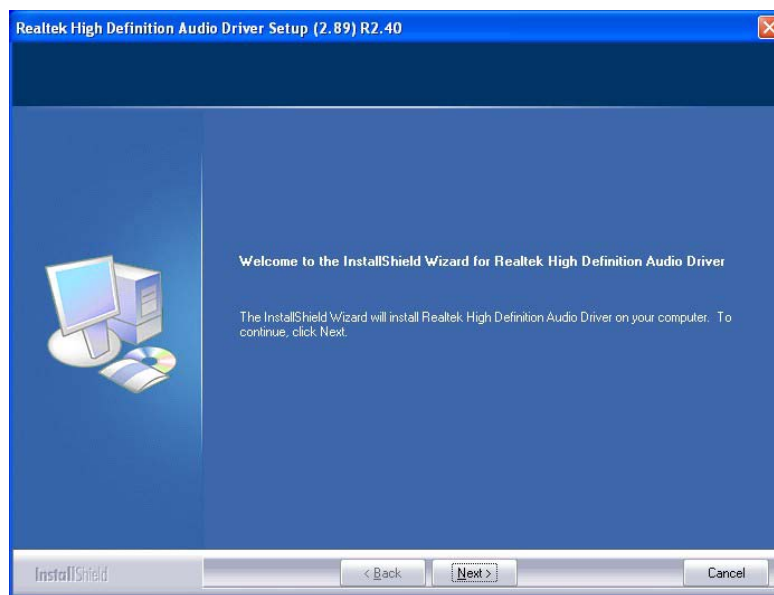 Realtek High Definition Audio Driver Setup (2.89) R2.40
Welcome to the InstallShield Wizard for Realtek High Definition Audio Driver
The InstallShield Wizard will install Realtek High Definition Audio Driver on your computer. To
continue, click Next.
InstallShield
< Back
Next >
Cancel